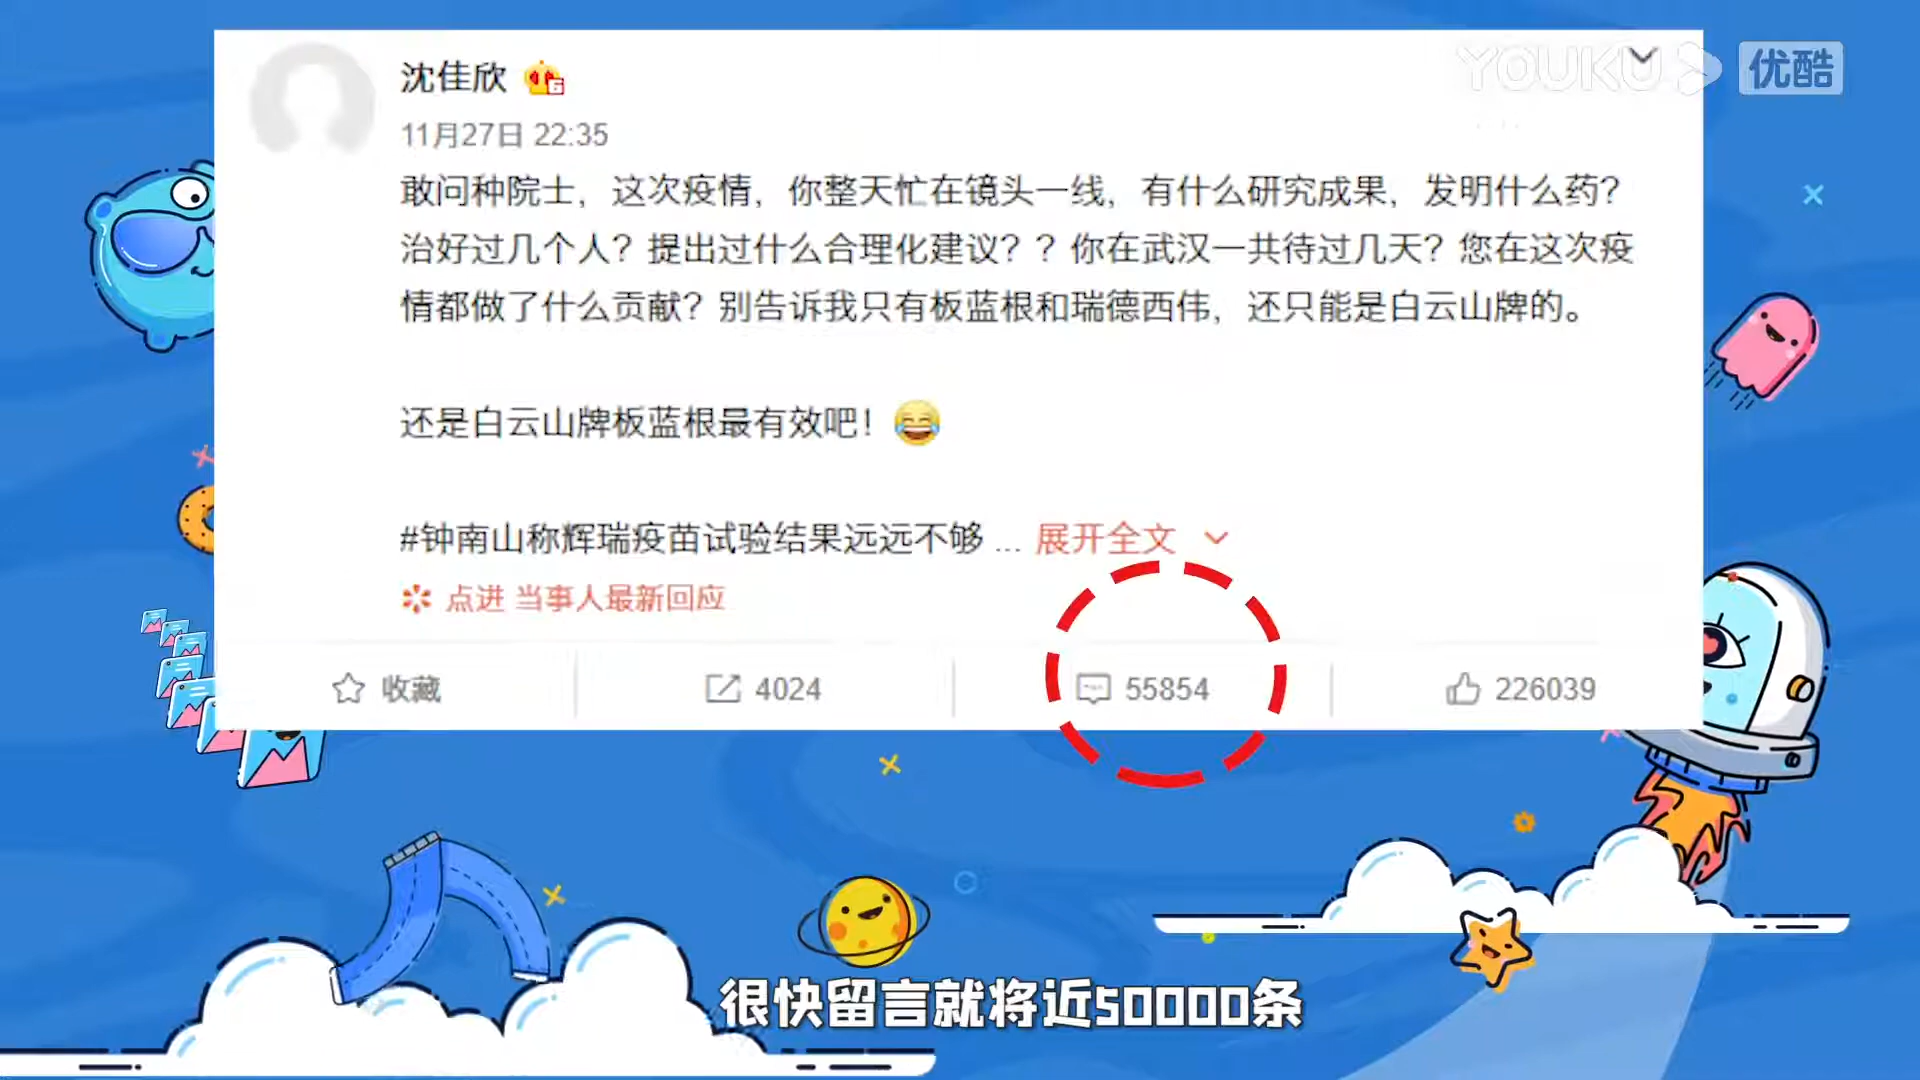 沈佳欣
YOUKU 优酷
11月27日 22:35
敢问种院士，这次疫情，你整天忙在镜头一线，有什么研究成果，发明什么药？
治好过几个人？提出过什么合理化建议？？你在武汉一共待过几天？您在这次疫
情都做了什么贡献？别告诉我只有板蓝根和瑞德西伟，还只能是白云山牌的。
还是白云山牌板蓝根最有效吧！😂
#钟南山称辉瑞疫苗试验结果远远不够 ... 展开全文
点进 当事人最新回应
收藏 4024 55854 226039
很快留言就将近50000条